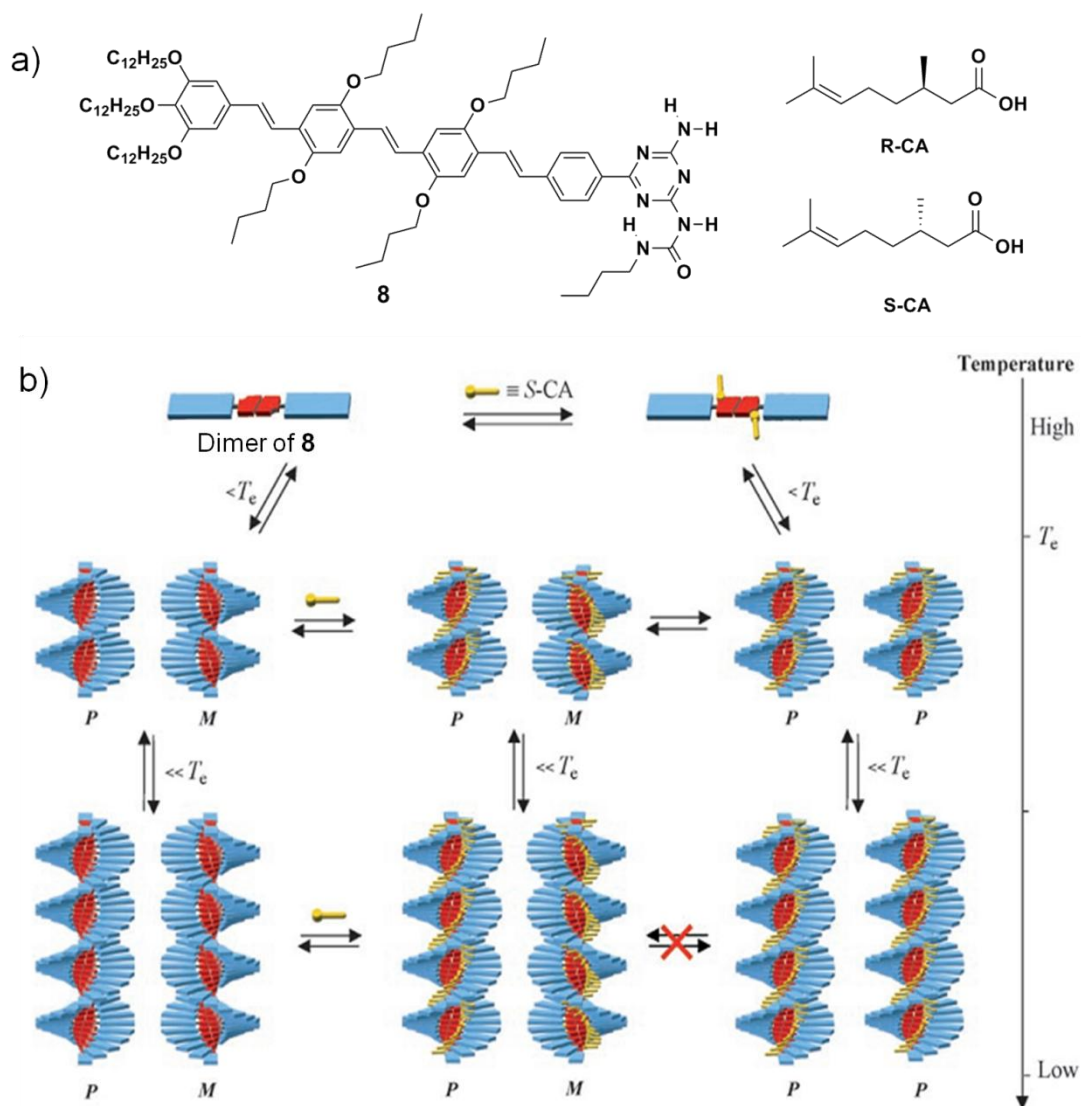 a)
C₁₂H₂₅O
C₁₂H₂₅O
C₁₂H₂₅O
O
O
O
O
H
N-H
N
N
N
H
N
N-H
O
8
O
OH
R-CA
O
OH
S-CA
b)
Temperature
≡ S-CA
High
Dimer of 8
<Tₑ
<Tₑ
Tₑ
P M P M P P
<< Tₑ << Tₑ << Tₑ
Low
P M P M P P